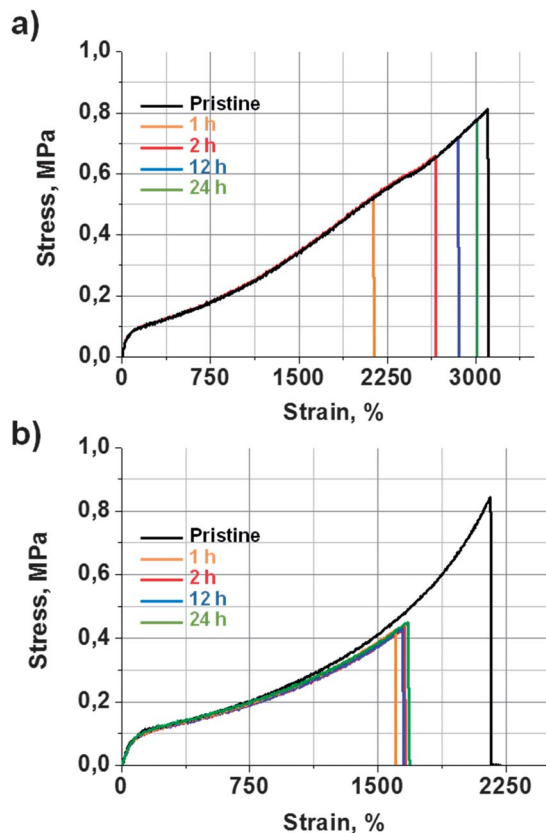 a)
1,0
0,8
0,6
0,4
0,2
0,0
Stress, MPa
Pristine
1 h
2 h
12 h
24 h
0 750 1500 2250 3000
Strain, %
b)
1,0
0,8
0,6
0,4
0,2
0,0
Stress, MPa
Pristine
1 h
2 h
12 h
24 h
0 750 1500 2250
Strain, %